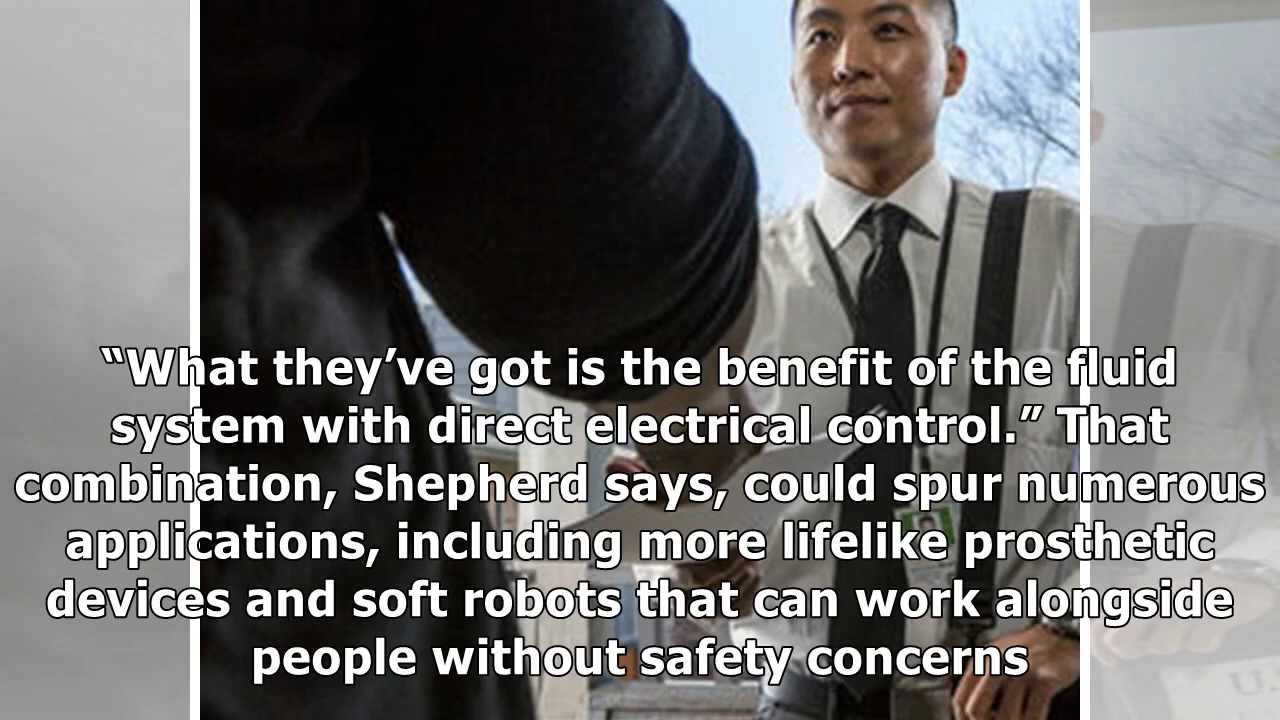 “What they’ve got is the benefit of the fluid
system with direct electrical control.” That
combination, Shepherd says, could spur numerous
applications, including more lifelike prosthetic
devices and soft robots that can work alongside
people without safety concerns